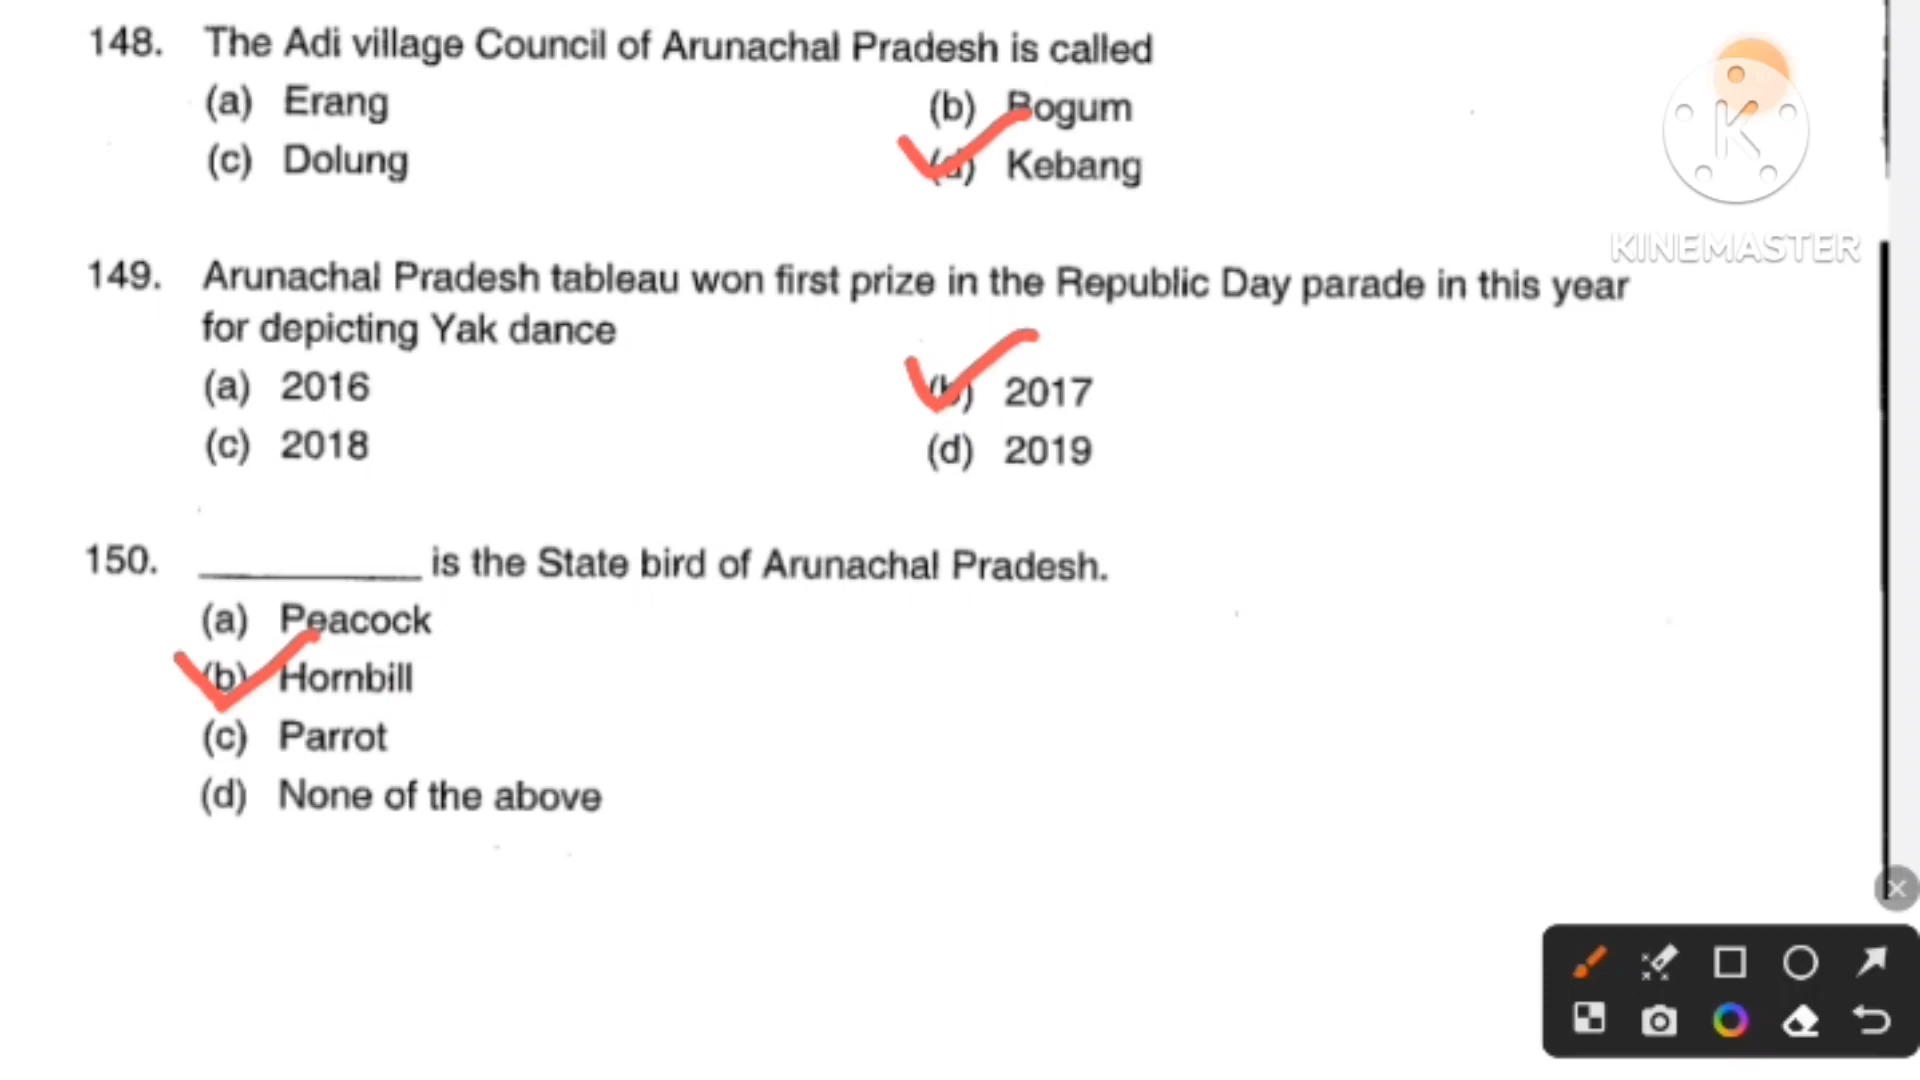 148. The Adi village Council of Arunachal Pradesh is called
(a) Erang (b) Bogum
(c) Dolung (d) Kebang
KINEMASTER
149. Arunachal Pradesh tableau won first prize in the Republic Day parade in this year
for depicting Yak dance
(a) 2016 (b) 2017
(c) 2018 (d) 2019
150. __________ is the State bird of Arunachal Pradesh.
(a) Peacock
(b) Hornbill
(c) Parrot
(d) None of the above